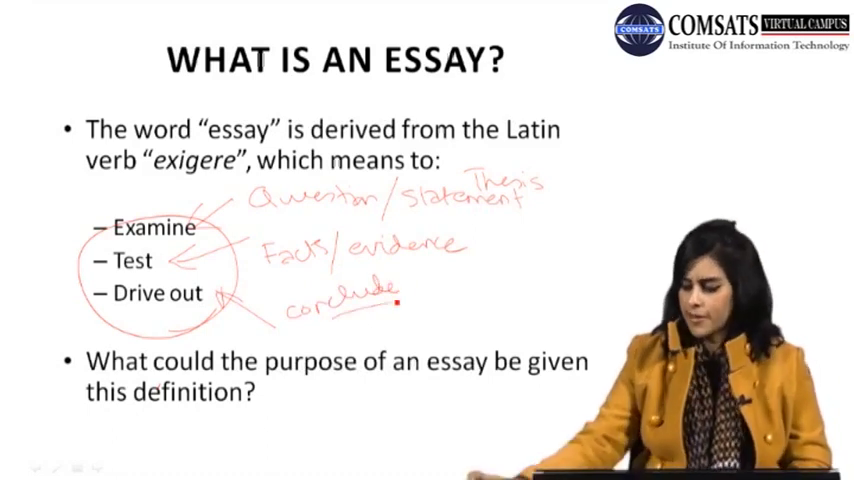 COMSATS
COMSATS VIRTUAL CAMPUS
Institute Of Information Technology
WHAT IS AN ESSAY?
• The word “essay” is derived from the Latin
verb “exigere”, which means to:
Thesis
Question/Statement
– Examine
– Test
Facts/evidence
– Drive out
conclude
• What could the purpose of an essay be given
this definition?